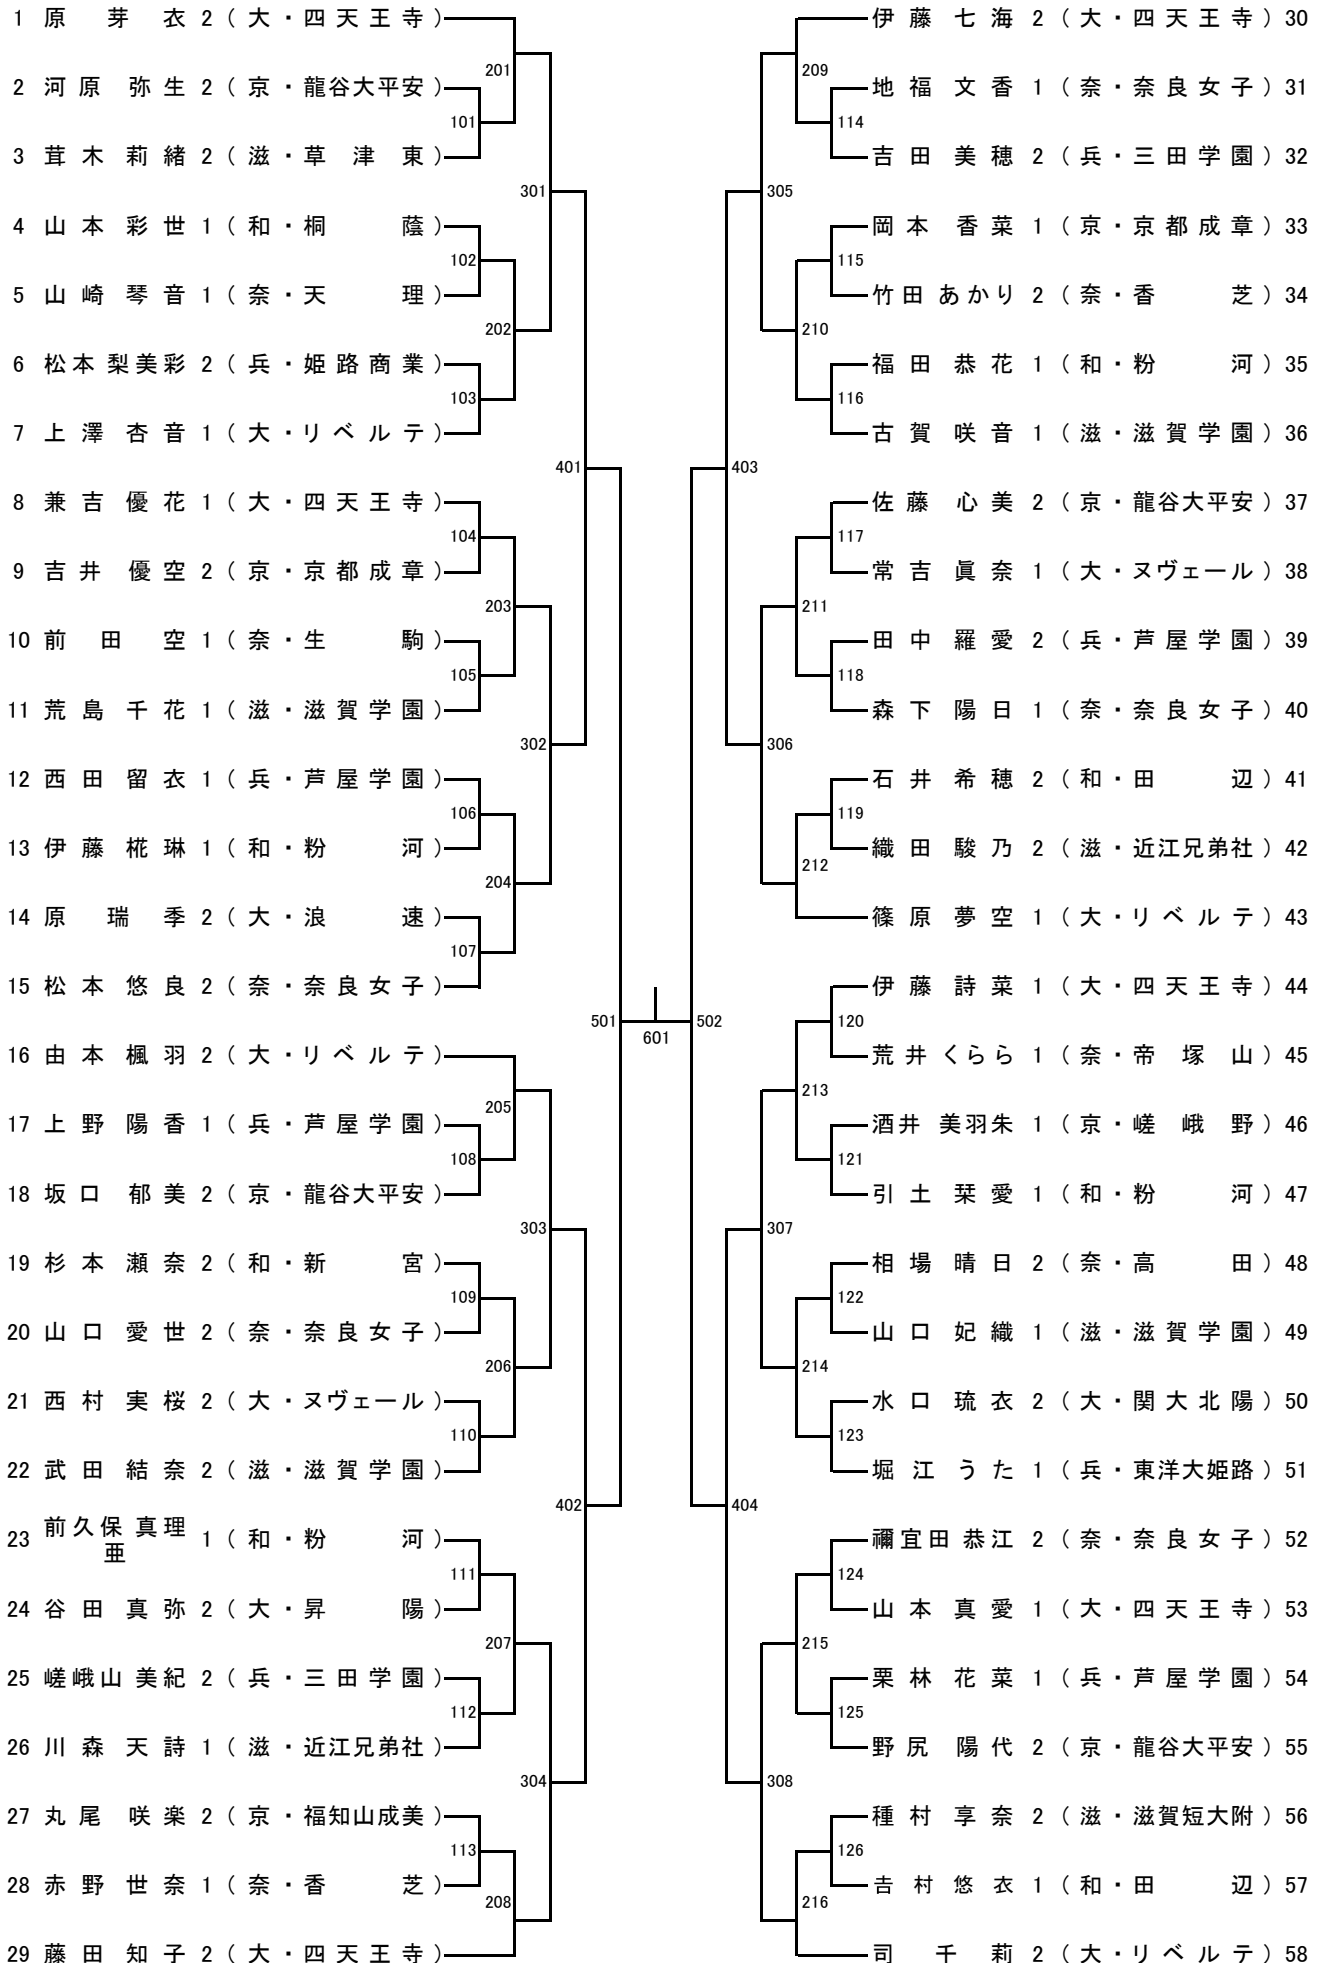 1 原 芽 衣 2 ( 大 ・ 四 天 王 寺 )
2 河 原 弥 生 2 ( 京 ・ 龍谷大平安 )
3 茸 木 莉 緒 2 ( 滋 ・ 草 津 東 )
4 山 本 彩 世 1 ( 和 ・ 桐 蔭 )
5 山 崎 琴 音 1 ( 奈 ・ 天 理 )
6 松本 梨美彩 2 ( 兵 ・ 姫 路 商 業 )
7 上 澤 杏 音 1 ( 大 ・ リ ベ ル テ )
8 兼 吉 優 花 1 ( 大 ・ 四 天 王 寺 )
9 吉 井 優 空 2 ( 京 ・ 京 都 成 章 )
10 前 田 空 1 ( 奈 ・ 生 駒 )
11 荒 島 千 花 1 ( 滋 ・ 滋 賀 学 園 )
12 西 田 留 衣 1 ( 兵 ・ 芦 屋 学 園 )
13 伊 藤 椛 琳 1 ( 和 ・ 粉 河 )
14 原 瑞 季 2 ( 大 ・ 浪 速 )
15 松 本 悠 良 2 ( 奈 ・ 奈 良 女 子 )
16 由 本 楓 羽 2 ( 大 ・ リ ベ ル テ )
17 上 野 陽 香 1 ( 兵 ・ 芦 屋 学 園 )
18 坂 口 郁 美 2 ( 京 ・ 龍谷大平安 )
19 杉 本 瀬 奈 2 ( 和 ・ 新 宮 )
20 山 口 愛 世 2 ( 奈 ・ 奈 良 女 子 )
21 西 村 実 桜 2 ( 大 ・ ヌヴェール )
22 武 田 結 奈 2 ( 滋 ・ 滋 賀 学 園 )
23 前久保 真理亜 1 ( 和 ・ 粉 河 )
24 谷 田 真 弥 2 ( 大 ・ 昇 陽 )
25 嵯峨山 美紀 2 ( 兵 ・ 三 田 学 園 )
26 川 森 天 詩 1 ( 滋 ・ 近江兄弟社 )
27 丸 尾 咲 楽 2 ( 京 ・ 福知山成美 )
28 赤 野 世 奈 1 ( 奈 ・ 香 芝 )
29 藤 田 知 子 2 ( 大 ・ 四 天 王 寺 )
101
102
103
104
105
106
107
108
109
110
111
112
113
201
202
203
204
205
206
207
208
301
302
303
304
401
402
501
601
502
403
404
305
306
307
308
209
210
211
212
213
214
215
216
114
115
116
117
118
119
120
121
122
123
124
125
126
伊 藤 七 海 2 ( 大 ・ 四 天 王 寺 ) 30
地 福 文 香 1 ( 奈 ・ 奈 良 女 子 ) 31
吉 田 美 穂 2 ( 兵 ・ 三 田 学 園 ) 32
岡 本 香 菜 1 ( 京 ・ 京 都 成 章 ) 33
竹 田 あかり 2 ( 奈 ・ 香 芝 ) 34
福 田 恭 花 1 ( 和 ・ 粉 河 ) 35
古 賀 咲 音 1 ( 滋 ・ 滋 賀 学 園 ) 36
佐 藤 心 美 2 ( 京 ・ 龍谷大平安 ) 37
常 吉 眞 奈 1 ( 大 ・ ヌヴェール ) 38
田 中 羅 愛 2 ( 兵 ・ 芦 屋 学 園 ) 39
森 下 陽 日 1 ( 奈 ・ 奈 良 女 子 ) 40
石 井 希 穂 2 ( 和 ・ 田 辺 ) 41
織 田 駿 乃 2 ( 滋 ・ 近江兄弟社 ) 42
篠 原 夢 空 1 ( 大 ・ リ ベ ル テ ) 43
伊 藤 詩 菜 1 ( 大 ・ 四 天 王 寺 ) 44
荒 井 くらら 1 ( 奈 ・ 帝 塚 山 ) 45
酒井 美羽朱 1 ( 京 ・ 嵯 峨 野 ) 46
引 土 栞 愛 1 ( 和 ・ 粉 河 ) 47
相 場 晴 日 2 ( 奈 ・ 高 田 ) 48
山 口 妃 織 1 ( 滋 ・ 滋 賀 学 園 ) 49
水 口 琉 衣 2 ( 大 ・ 関 大 北 陽 ) 50
堀 江 うた 1 ( 兵 ・ 東洋大姫路 ) 51
禰宜田 恭江 2 ( 奈 ・ 奈 良 女 子 ) 52
山 本 真 愛 1 ( 大 ・ 四 天 王 寺 ) 53
栗 林 花 菜 1 ( 兵 ・ 芦 屋 学 園 ) 54
野 尻 陽 代 2 ( 京 ・ 龍谷大平安 ) 55
種 村 享 奈 2 ( 滋 ・ 滋賀短大附 ) 56
𠮷 村 悠 衣 1 ( 和 ・ 田 辺 ) 57
司 千 莉 2 ( 大 ・ リ ベ ル テ ) 58